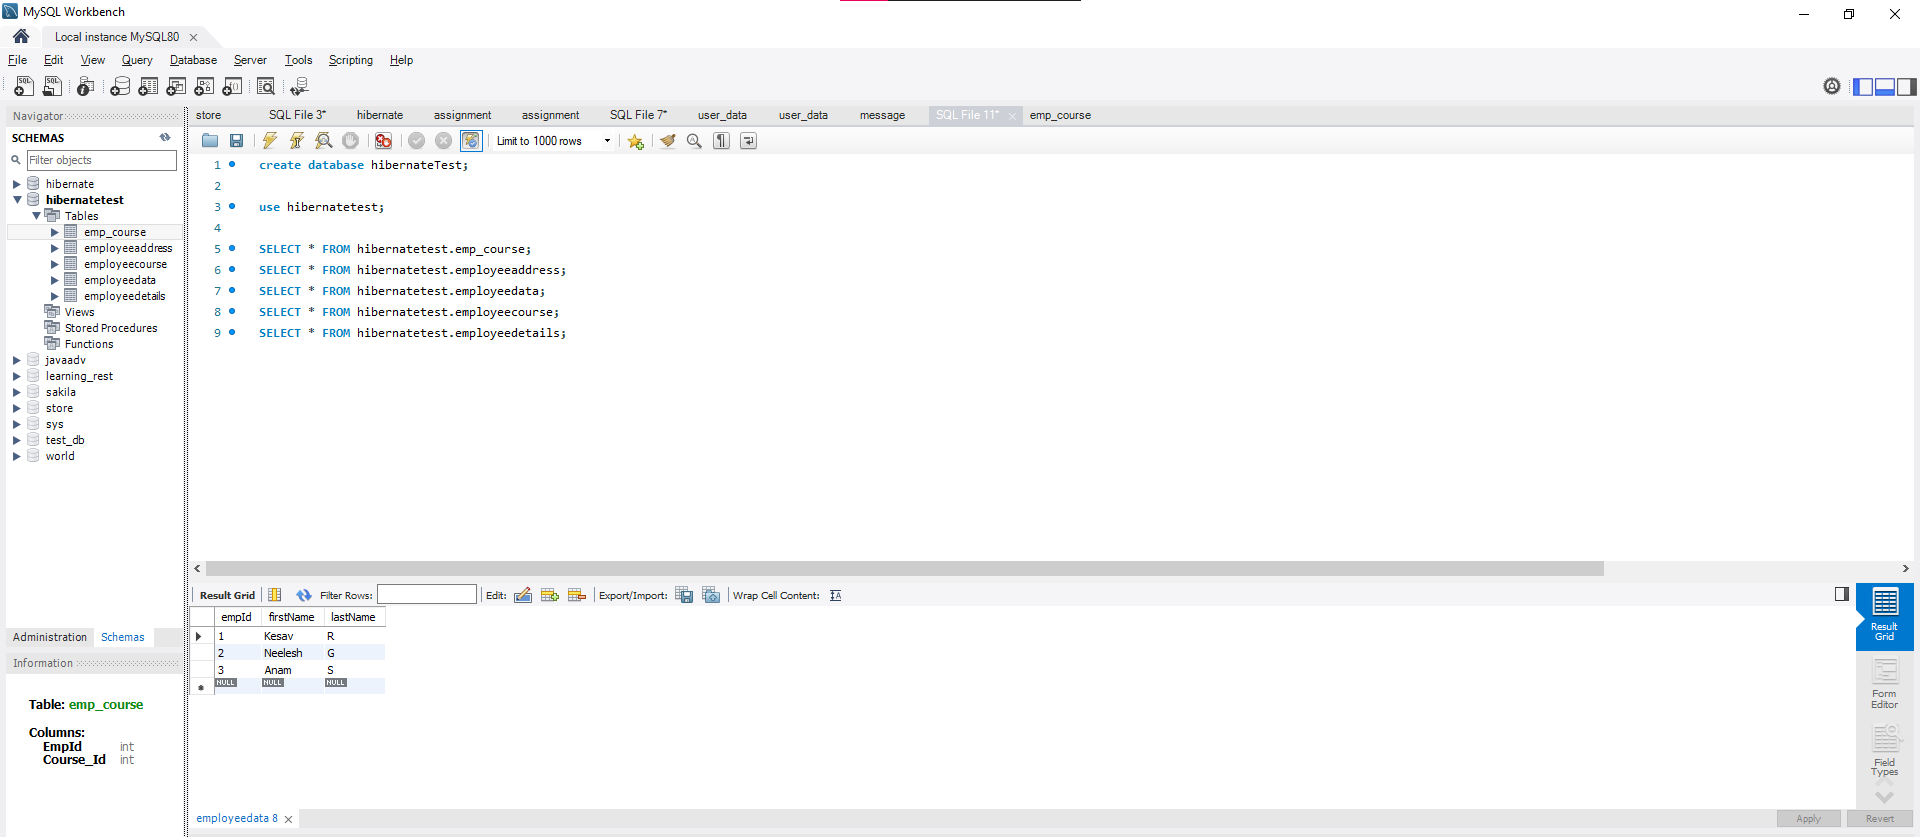 MySQL Workbench
Local instance MySQL80
File Edit View Query Database Server Tools Scripting Help
Navigator
SCHEMAS
Filter objects
hibernate
hibernatetest
Tables
emp_course
employeeaddress
employeecourse
employeedata
employeedetails
Views
Stored Procedures
Functions
javaadv
learning_rest
sakila
store
sys
test_db
world
Administration Schemas
Information
Table: emp_course
Columns:
EmpId int
Course_Id int
store SQL File 3* hibernate assignment assignment SQL File 7* user_data user_data message SQL File 11* emp_course
Limit to 1000 rows
1 create database hibernateTest;
2
3 use hibernatetest;
4
5 SELECT * FROM hibernatetest.emp_course;
6 SELECT * FROM hibernatetest.employeeaddress;
7 SELECT * FROM hibernatetest.employeedata;
8 SELECT * FROM hibernatetest.employeecourse;
9 SELECT * FROM hibernatetest.employeedetails;
Result Grid Filter Rows: Edit: Export/Import: Wrap Cell Content:
empId firstName lastName
1 Kesav R
2 Neelesh G
3 Anam S
NULL NULL NULL
Result
Grid
Form
Editor
Field
Types
employeedata 8
Apply Revert